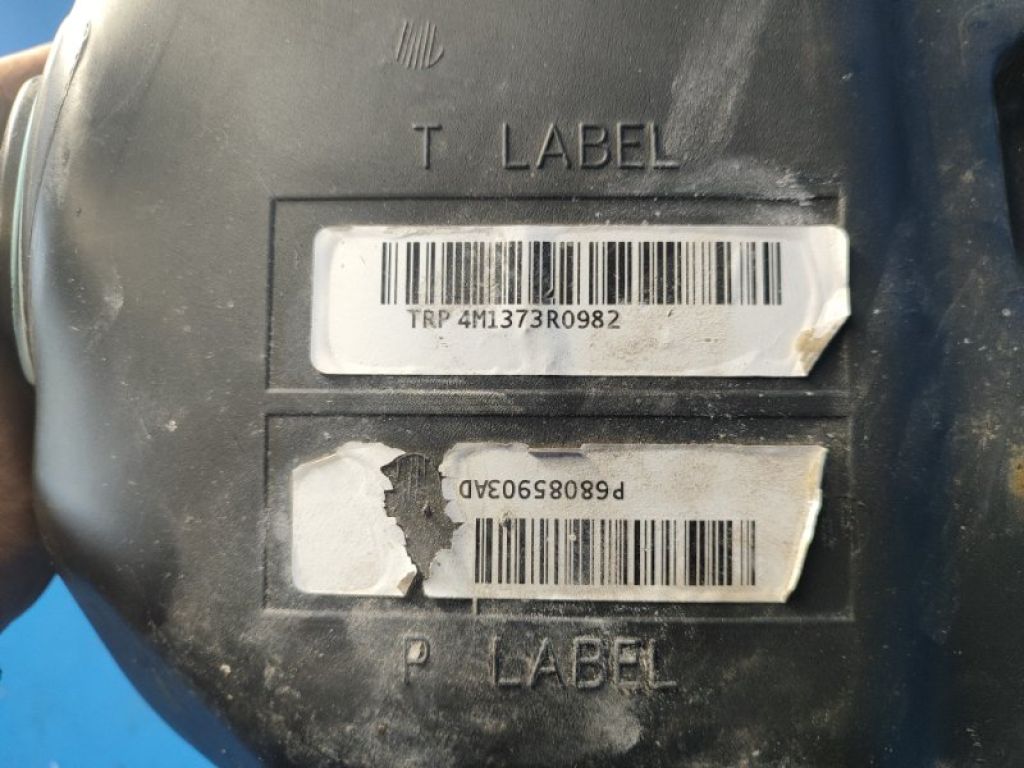 T LABEL
TRP 4M1373R0982
P68085903AD
P LABEL